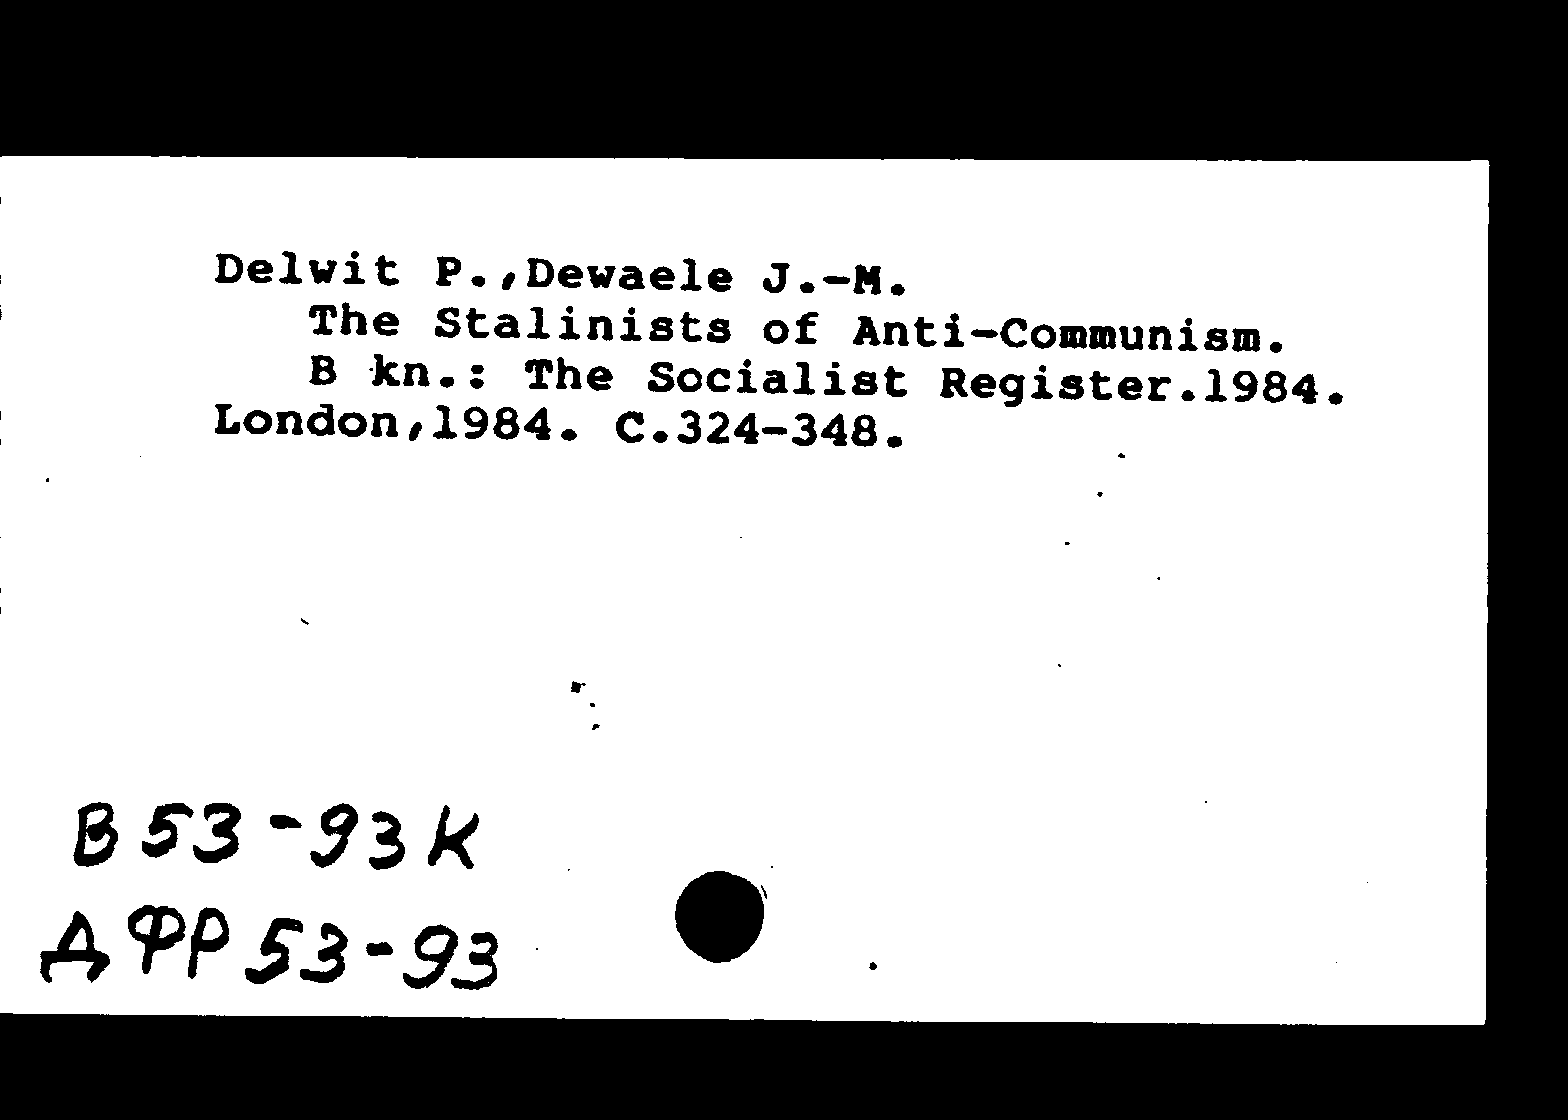 Delwit P.,Dewaele J.-M.
The Stalinists of Anti-Communism.
B kn.: The Socialist Register.1984.
London,1984. C.324-348.
В 53-93 К
ДФР 53-93